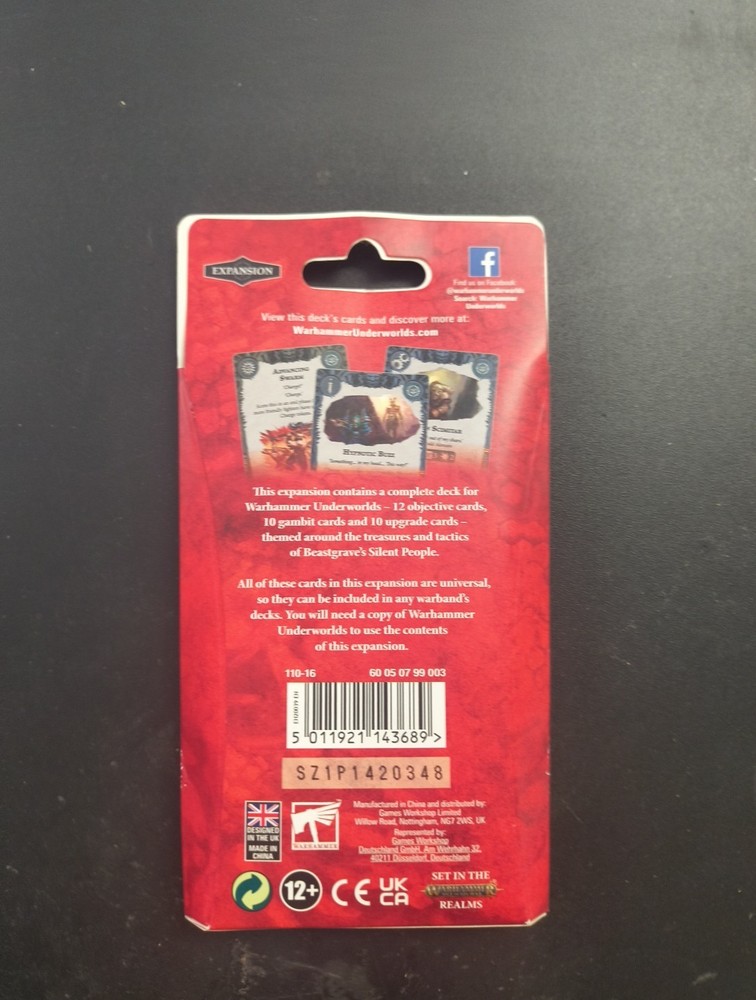 EXPANSION
f
Find us on Facebook:
@warhammerunderworlds
Search: Warhammer
Underworlds
View this deck's cards and discover more at:
WarhammerUnderworlds.com
Advancing
Swarm
Hypnotic Buzz
Scimitar
This expansion contains a complete deck for
Warhammer Underworlds – 12 objective cards,
10 gambit cards and 10 upgrade cards –
themed around the treasures and tactics
of Beastgrave's Silent People.
All of these cards in this expansion are universal,
so they can be included in any warband's
decks. You will need a copy of Warhammer
Underworlds to use the contents
of this expansion.
110-16 60 05 07 99 003
5 011921 143689 >
SZ1P1420348
DESIGNED
IN THE UK
MADE IN
CHINA
WARHAMMER
Manufactured in China and distributed by:
Games Workshop Limited
Willow Road, Nottingham, NG7 2WS, UK
Represented by:
Games Workshop
Deutschland GmbH, Am Wehrhahn 32,
40211 Düsseldorf, Deutschland
12+
CE
UK
CA
SET IN THE
WARHAMMER
REALMS